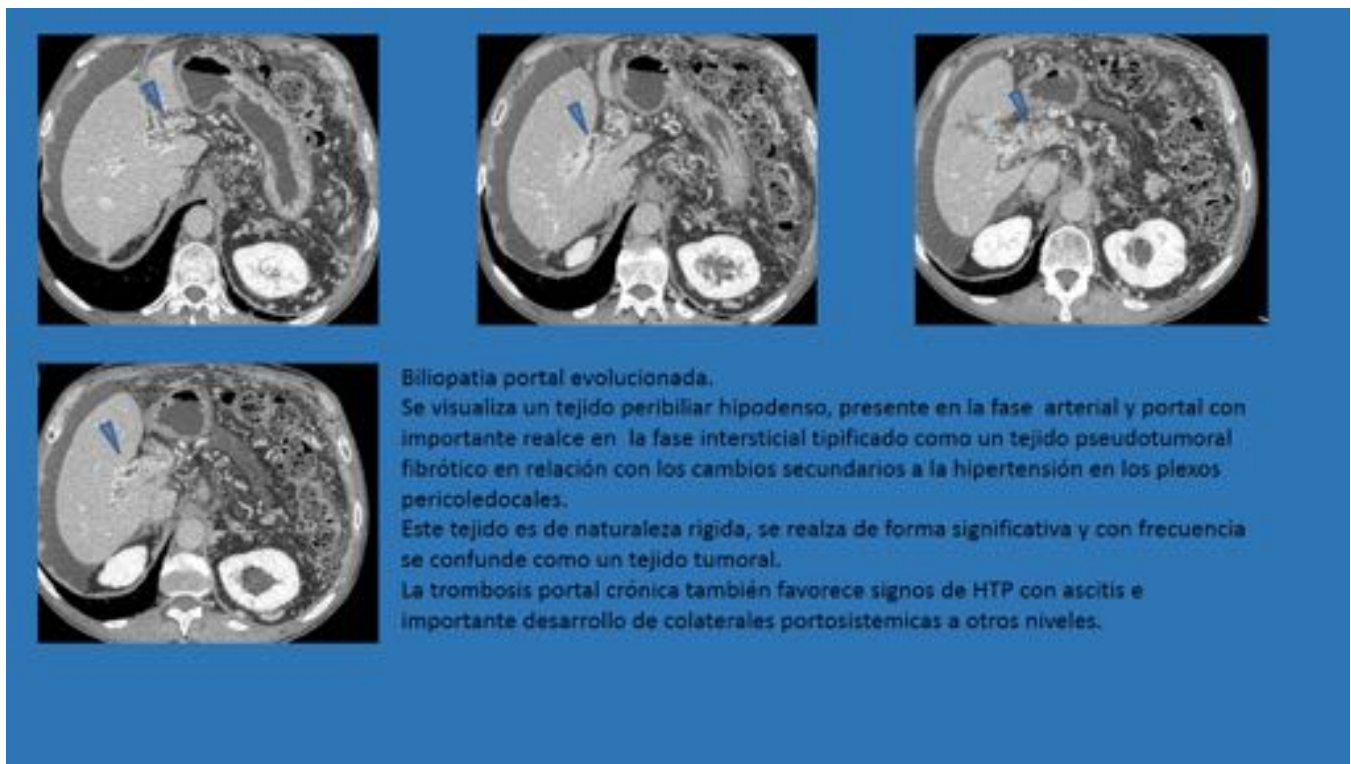 Biliopatia portal evolucionada.
Se visualiza un tejido peribiliar hipodenso, presente en la fase arterial y portal con
importante realce en la fase intersticial tipificado como un tejido pseudotumoral
fibrótico en relación con los cambios secundarios a la hipertensión en los plexos
pericoledocales.
Este tejido es de naturaleza rigida, se realza de forma significativa y con frecuencia
se confunde como un tejido tumoral.
La trombosis portal crónica también favorece signos de HTP con ascitis e
importante desarrollo de colaterales portosistemicas a otros niveles.